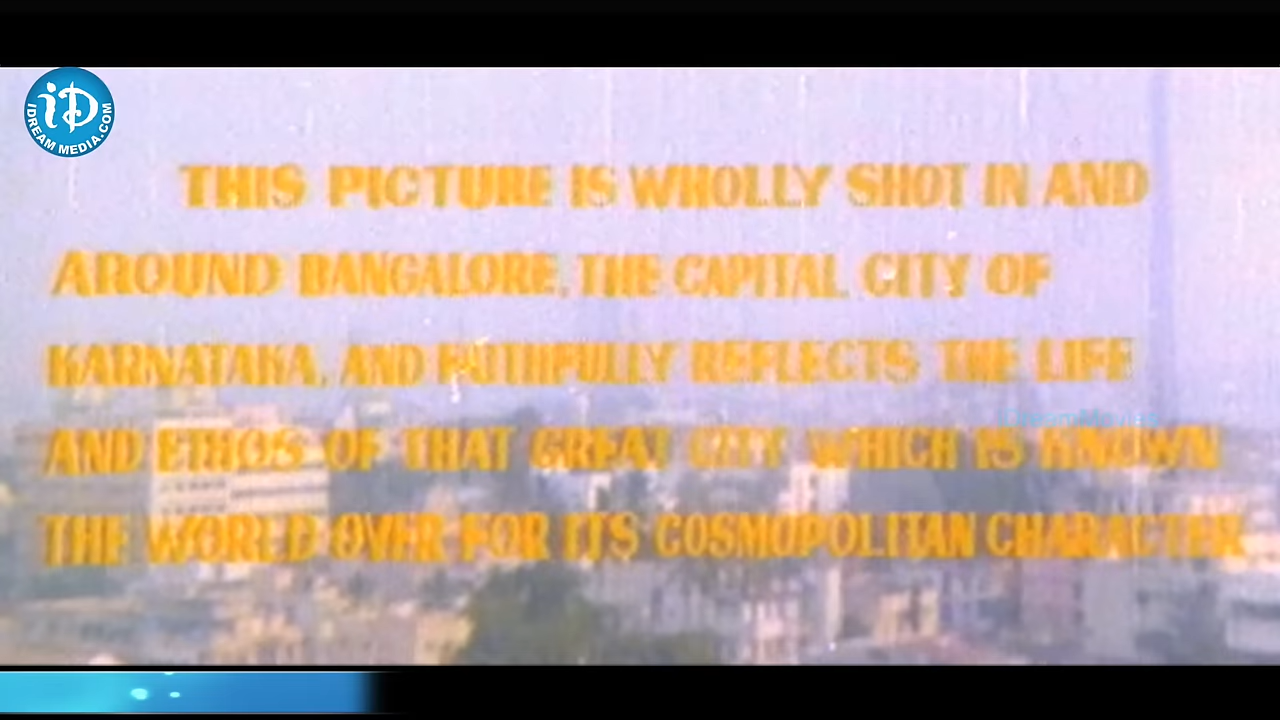 iD
IDREAM MEDIA.COM
THIS PICTURE IS WHOLLY SHOT IN AND
AROUND BANGALORE, THE CAPITAL CITY OF
KARNATAKA, AND FAITHFULLY REFLECTS THE LIFE
iDreamMovies
AND ETHOS OF THAT GREAT CITY WHICH IS KNOWN
THE WORLD OVER FOR ITS COSMOPOLITAN CHARACTER